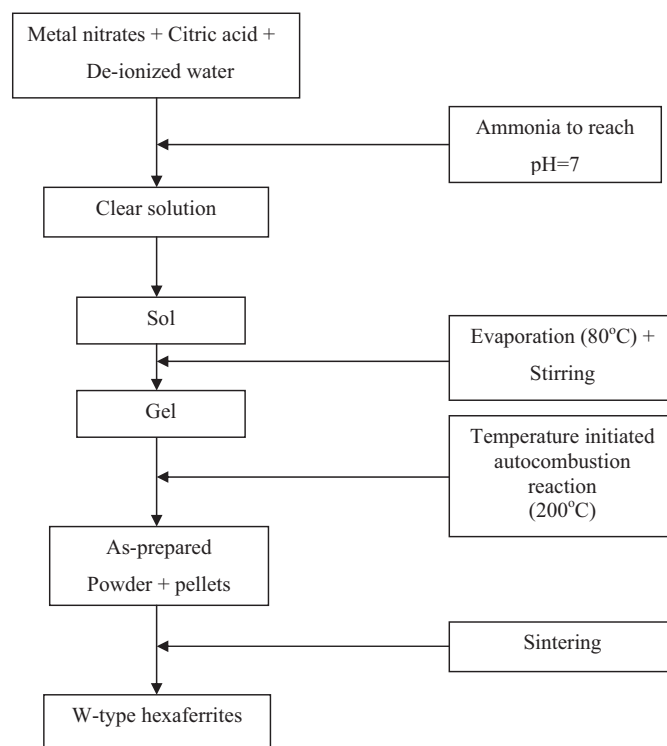 Metal nitrates + Citric acid +
De-ionized water
Ammonia to reach
pH=7
Clear solution
Sol
Evaporation (80°C) +
Stirring
Gel
Temperature initiated
autocombustion
reaction
(200°C)
As-prepared
Powder + pellets
Sintering
W-type hexaferrites